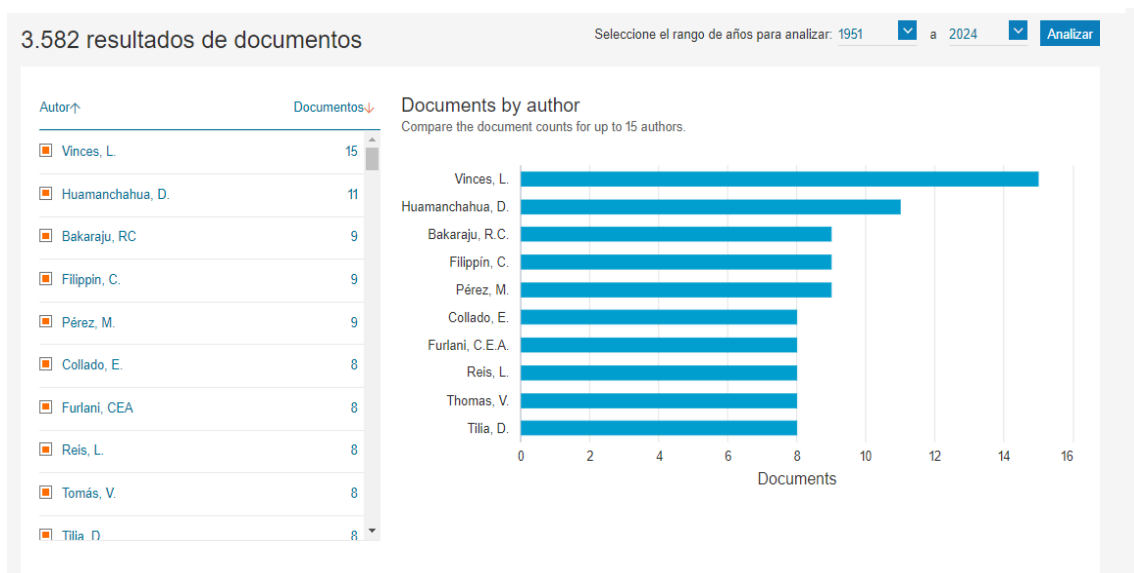 3.582 resultados de documentos
Seleccione el rango de años para analizar: 1951 a 2024 Analizar
Autor↑ Documentos↓
Vinces, L. 15
Huamanchahua, D. 11
Bakaraju, RC 9
Filippin, C. 9
Pérez, M. 9
Collado, E. 8
Furlani, CEA 8
Reis, L. 8
Tomás, V. 8
Tilia, D 8
Documents by author
Compare the document counts for up to 15 authors.
Vinces, L.
Huamanchahua, D.
Bakaraju, R.C.
Filippín, C.
Pérez, M.
Collado, E.
Furlani, C.E.A.
Reis, L.
Thomas, V.
Tilia, D.
0 2 4 6 8 10 12 14 16
Documents